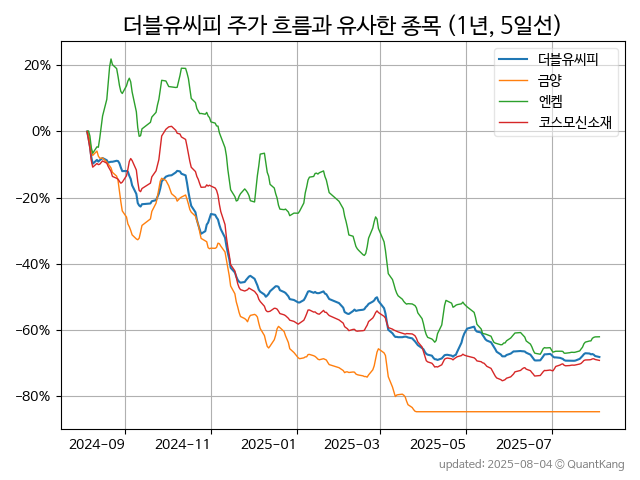 더블유씨피 주가 흐름과 유사한 종목 (1년, 5일선)
더블유씨피
금양
엔켐
코스모신소재
20%
0%
−20%
−40%
−60%
−80%
2024-09 2024-11 2025-01 2025-03 2025-05 2025-07
updated: 2025-08-04 © QuantKang